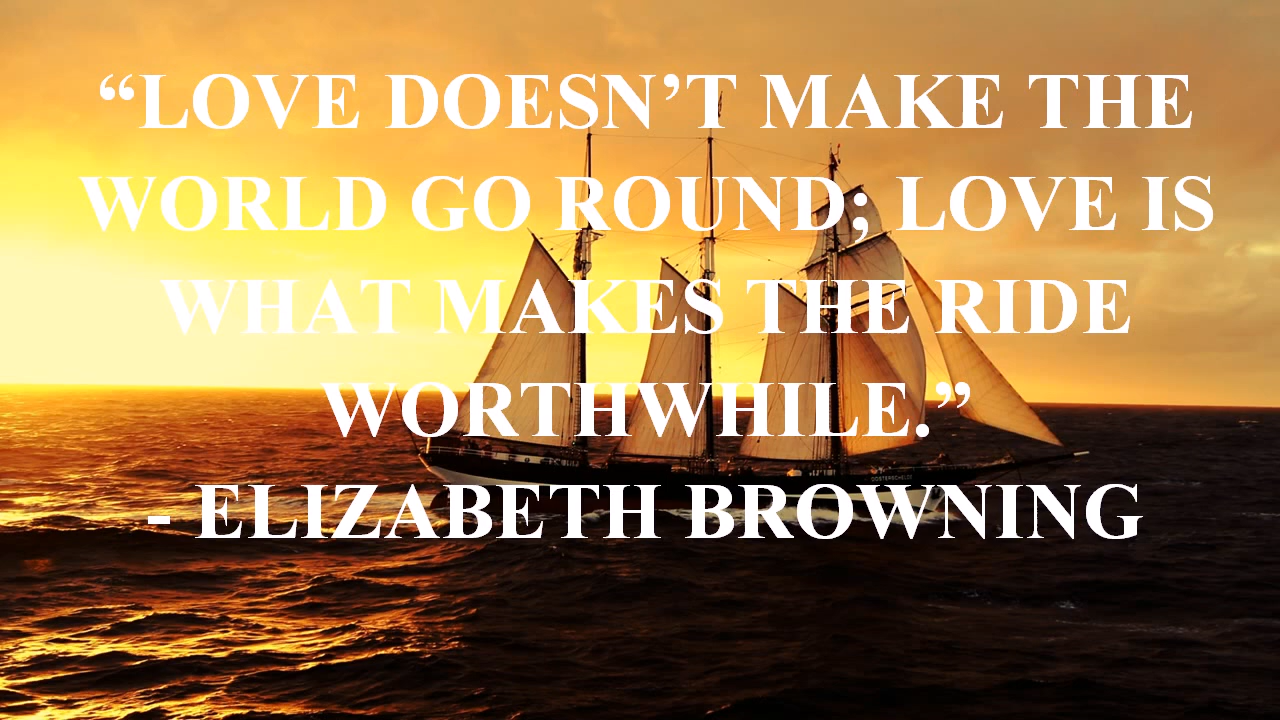 “LOVE DOESN’T MAKE THE
WORLD GO ROUND; LOVE IS
WHAT MAKES THE RIDE
WORTHWHILE.”
- ELIZABETH BROWNING